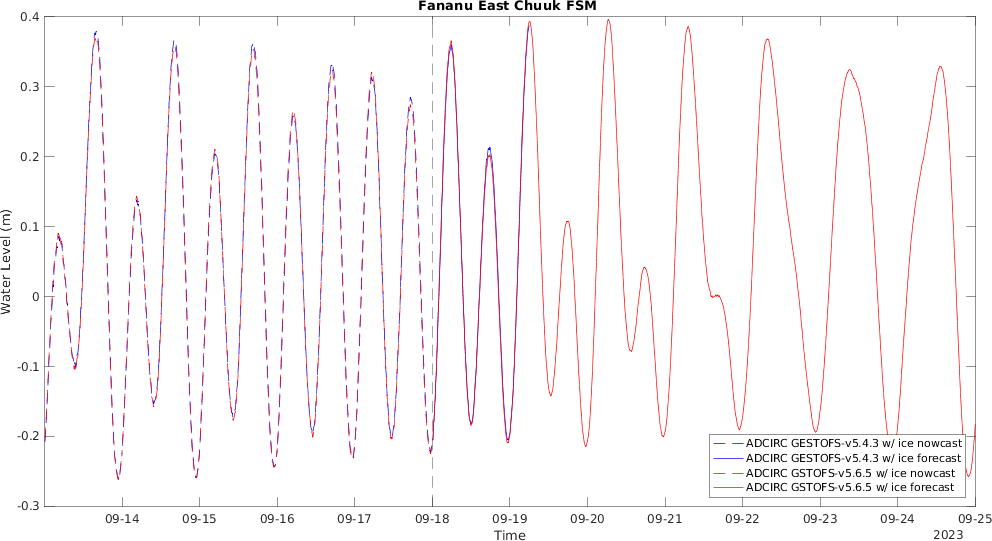 Fananu East Chuuk FSM
0.4
0.3
0.2
0.1
0
-0.1
-0.2
-0.3
Water Level (m)
ADCIRC GESTOFS-v5.4.3 w/ ice nowcast
ADCIRC GESTOFS-v5.4.3 w/ ice forecast
ADCIRC GSTOFS-v5.6.5 w/ ice nowcast
ADCIRC GSTOFS-v5.6.5 w/ ice forecast
09-14 09-15 09-16 09-17 09-18 09-19 09-20 09-21 09-22 09-23 09-24 09-25
Time
2023